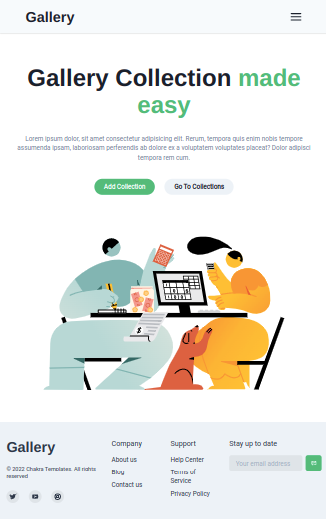 Gallery
Gallery Collection made
easy
Lorem ipsum dolor, sit amet consectetur adipisicing elit. Rerum, tempora quis enim nobis tempore
assumenda ipsam, laboriosam perferendis ab dolore ex a voluptatem voluptates placeat? Dolor adipisci
tempora rem cum.
Add Collection
Go To Collections
Gallery
© 2022 Chakra Templates. All rights
reserved
Company
About us
Blog
Contact us
Support
Help Center
Terms of
Service
Privacy Policy
Stay up to date
Your email address